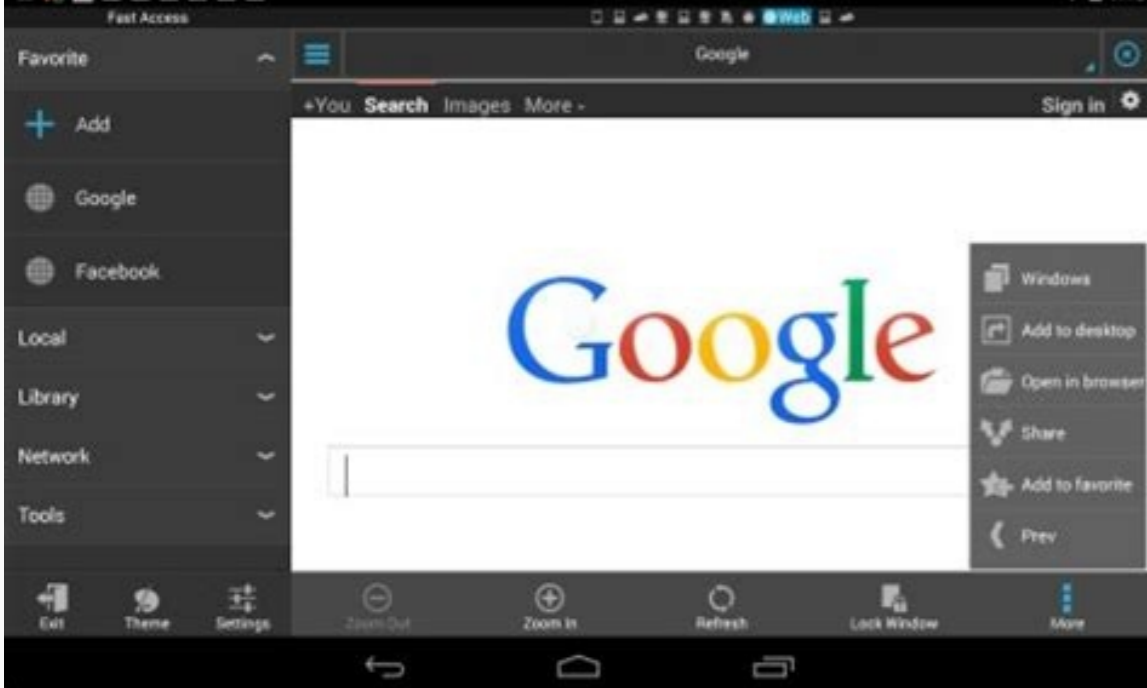 Fast Access
Web
Favorite
Google
+You Search Images More
Sign in
Add
Google
Facebook
Local
Library
Network
Tools
Google
Windows
Add to desktop
Open in browser
Share
Add to favorite
Prev
Exit
Theme
Settings
Zoom Out
Zoom In
Refresh
Lock Window
More